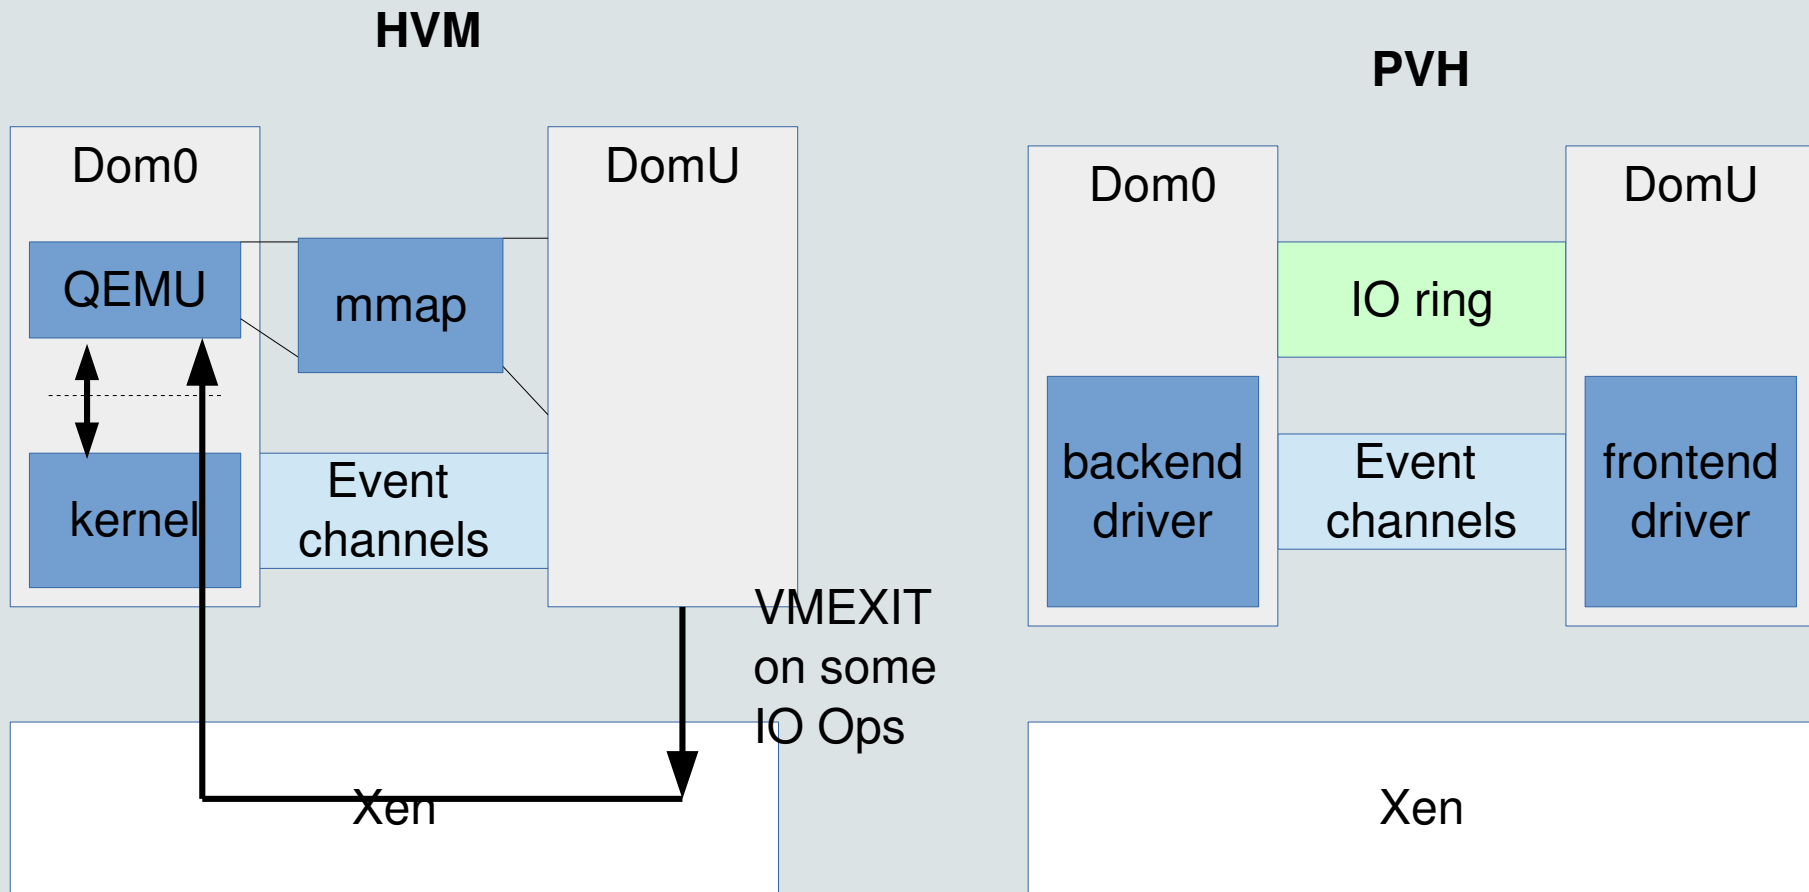 HVM
Dom0
DomU
QEMU
mmap
kernel
Event
channels
VMEXIT
on some
IO Ops
Xen
PVH
Dom0
DomU
IO ring
backend
driver
Event
channels
frontend
driver
Xen